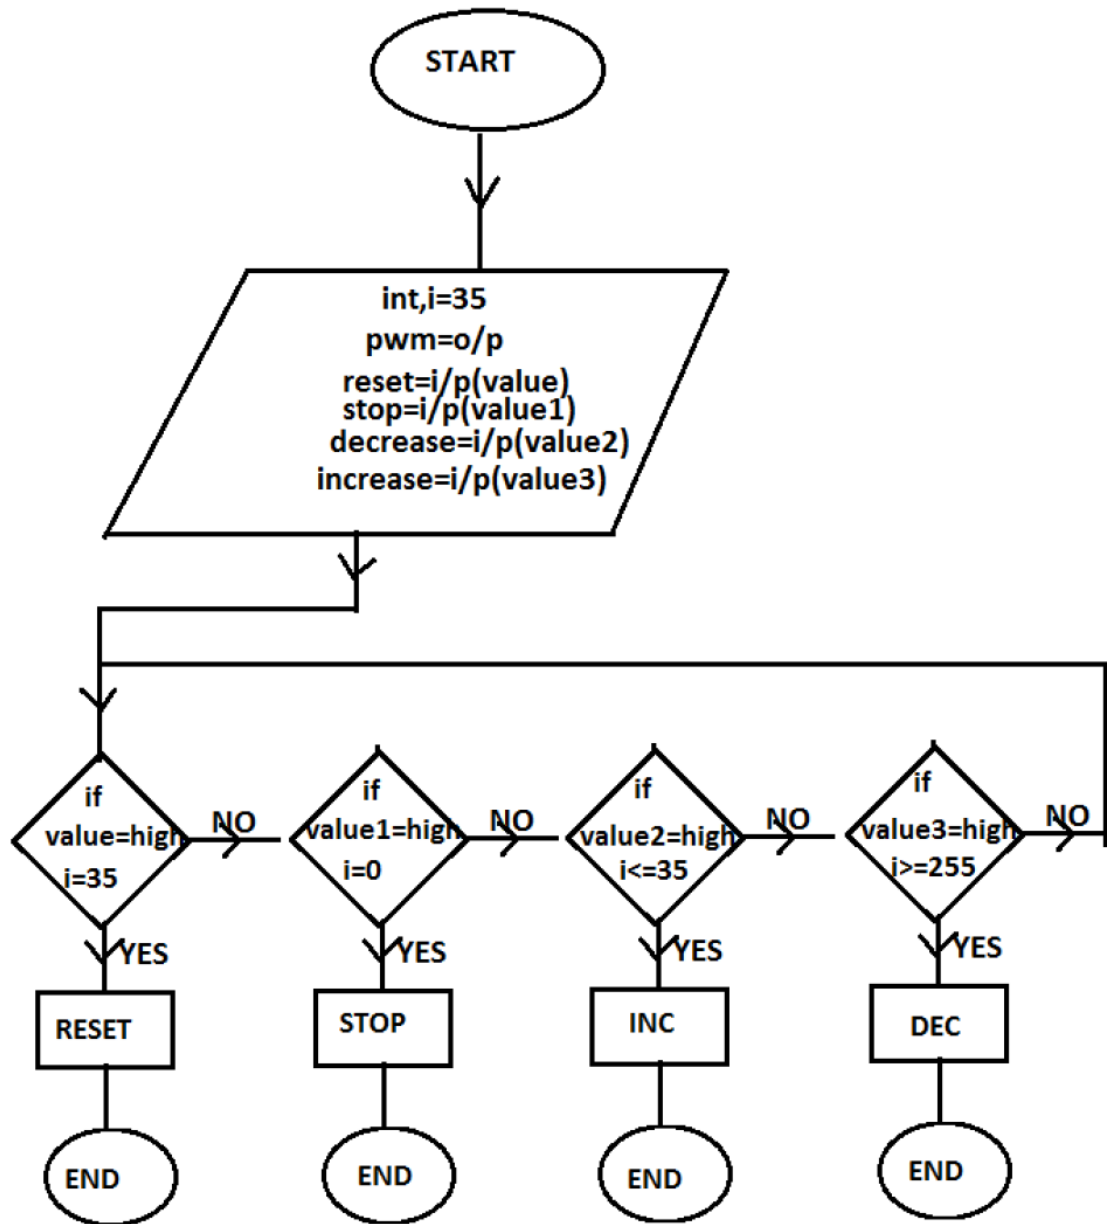 START
int,i=35
pwm=o/p
reset=i/p(value)
stop=i/p(value1)
decrease=i/p(value2)
increase=i/p(value3)
if
value=high
i=35
NO
if
value1=high
i=0
NO
if
value2=high
i<=35
NO
if
value3=high
i>=255
NO
YES
YES
YES
YES
RESET
STOP
INC
DEC
END
END
END
END